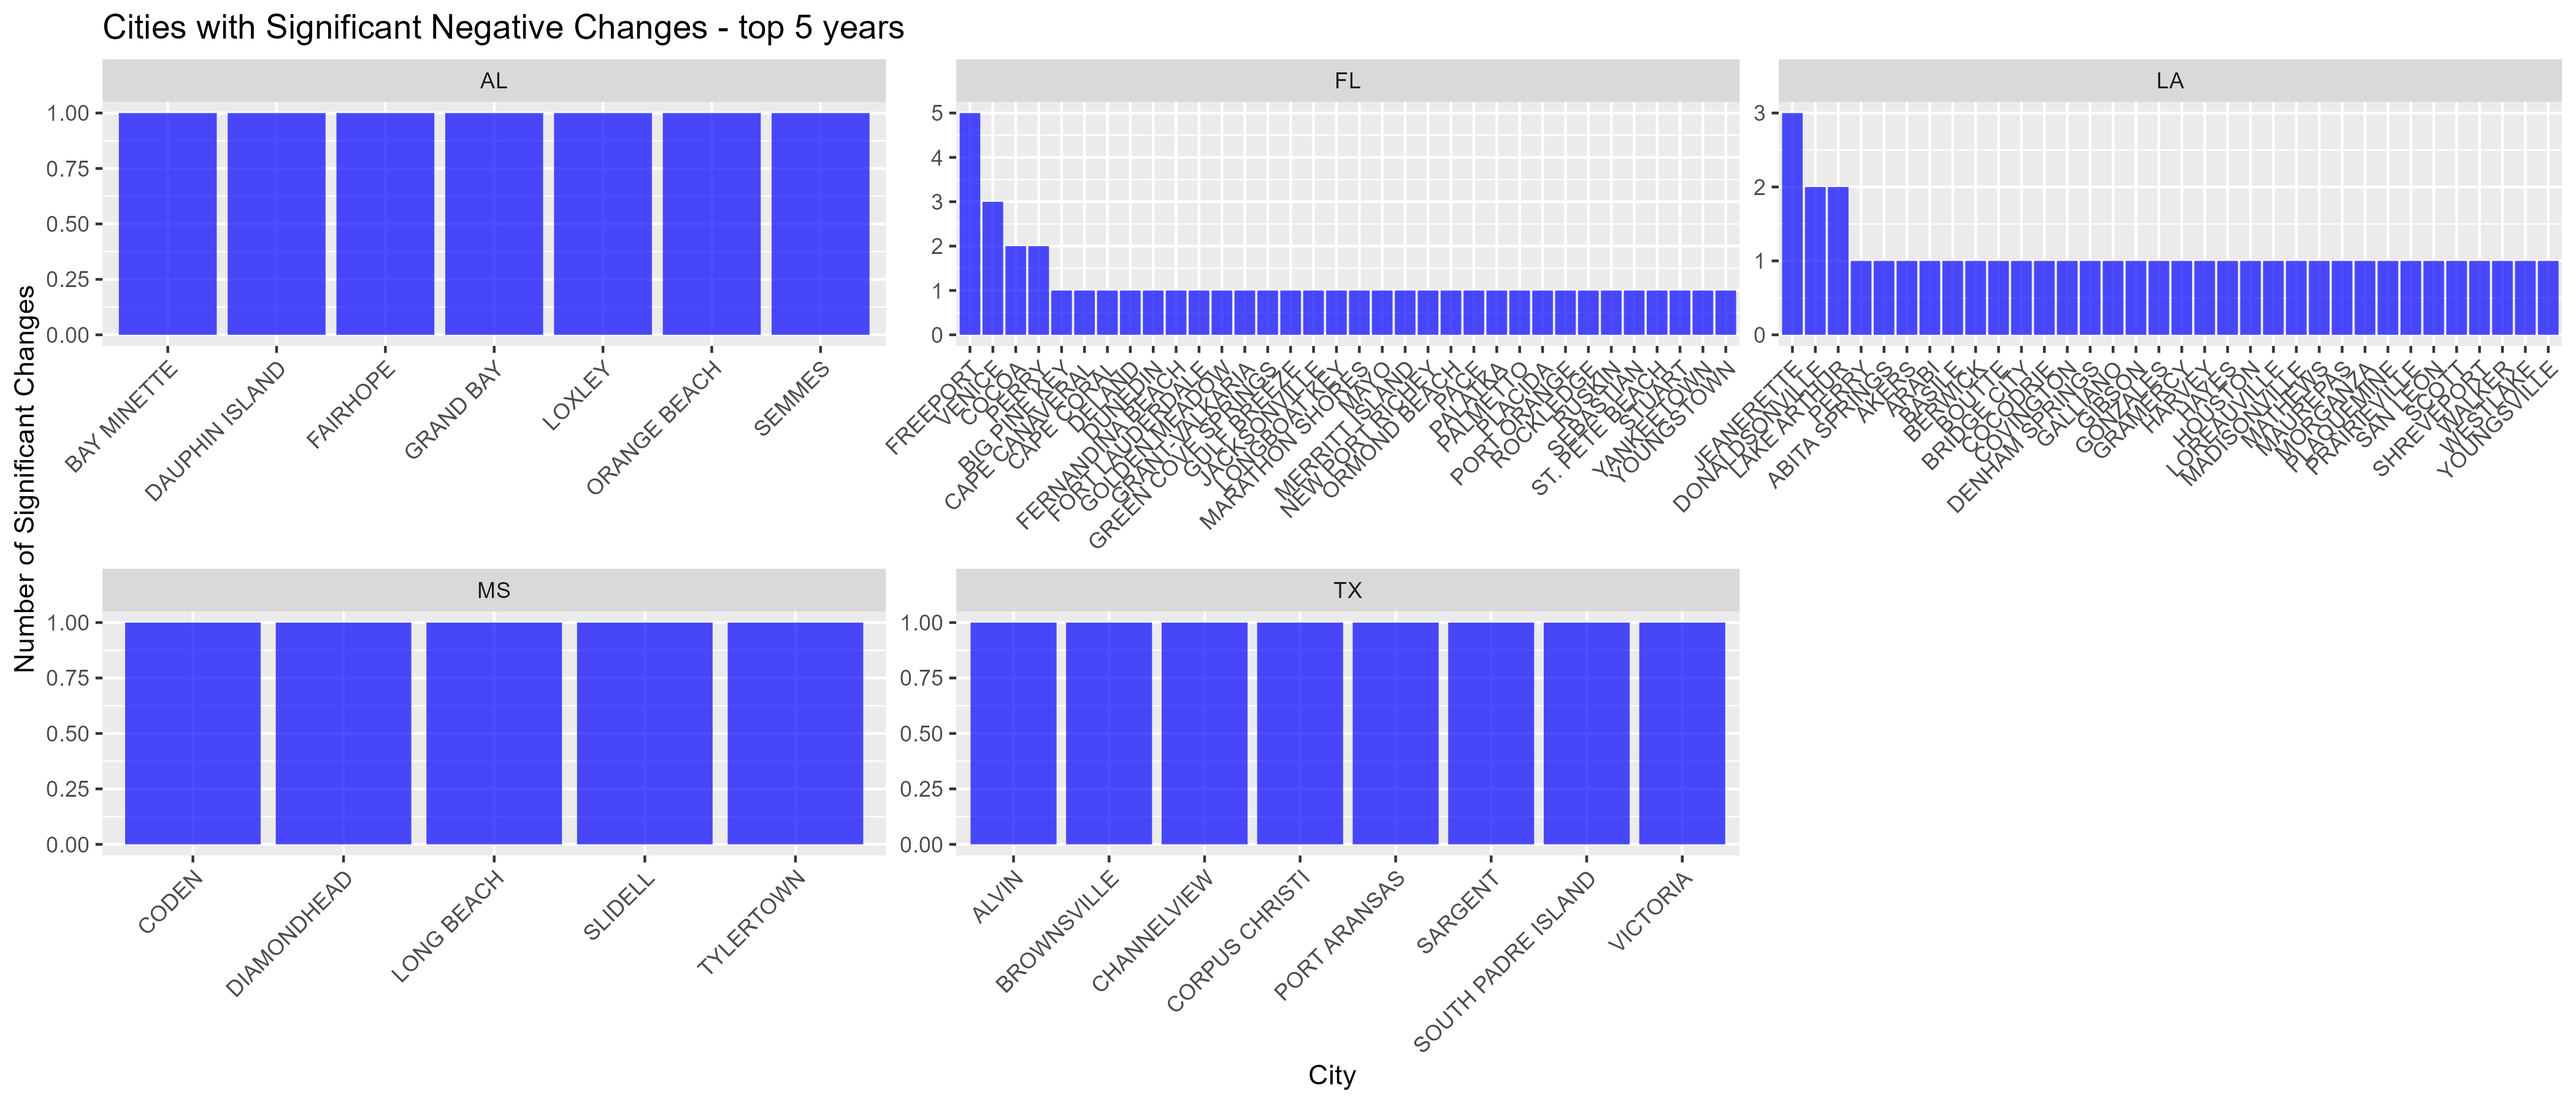 Cities with Significant Negative Changes - top 5 years
Number of Significant Changes
AL
1.00
0.75
0.50
0.25
0.00
BAY MINETTE
DAUPHIN ISLAND
FAIRHOPE
GRAND BAY
LOXLEY
ORANGE BEACH
SEMMES
FL
5
4
3
2
1
0
FREEPORT
VENICE
COCOA
PERRY
BIG PINE KEY
CAPE CANAVERAL
CAPE CORAL
DELAND
DUNEDIN
FERNANDINA BEACH
FORT LAUDERDALE
GOLDEN MEADOW
GRANT-VALKARIA
GREEN COVE SPRINGS
GULF BREEZE
JACKSONVILLE
LONGBOAT KEY
MARATHON SHORES
MAYO
MERRITT ISLAND
NEW PORT RICHEY
ORMOND BEACH
PACE
PALATKA
PALMETTO
PLACIDA
PORT ORANGE
ROCKLEDGE
RUSKIN
SEBASTIAN
ST. PETE BEACH
STUART
YANKEETOWN
YOUNGSTOWN
LA
3
2
1
0
JEANERETTE
DONALDSONVILLE
LAKE ARTHUR
PERRY
ABITA SPRINGS
AKERS
ARABI
BASILE
BERWICK
BOUTTE
BRIDGE CITY
COCODRIE
COVINGTON
DENHAM SPRINGS
GALLIANO
GIBSON
GONZALES
GRAMERCY
HARVEY
HAYES
HOUSTON
LOREAUVILLE
MADISONVILLE
MATHEWS
MAUREPAS
MORGANZA
PLAQUEMINE
PRAIRIEVILLE
SAN LEON
SCOTT
SHREVEPORT
WALKER
WESTLAKE
YOUNGSVILLE
MS
1.00
0.75
0.50
0.25
0.00
CODEN
DIAMONDHEAD
LONG BEACH
SLIDELL
TYLERTOWN
TX
1.00
0.75
0.50
0.25
0.00
ALVIN
BROWNSVILLE
CHANNELVIEW
CORPUS CHRISTI
PORT ARANSAS
SARGENT
SOUTH PADRE ISLAND
VICTORIA
City